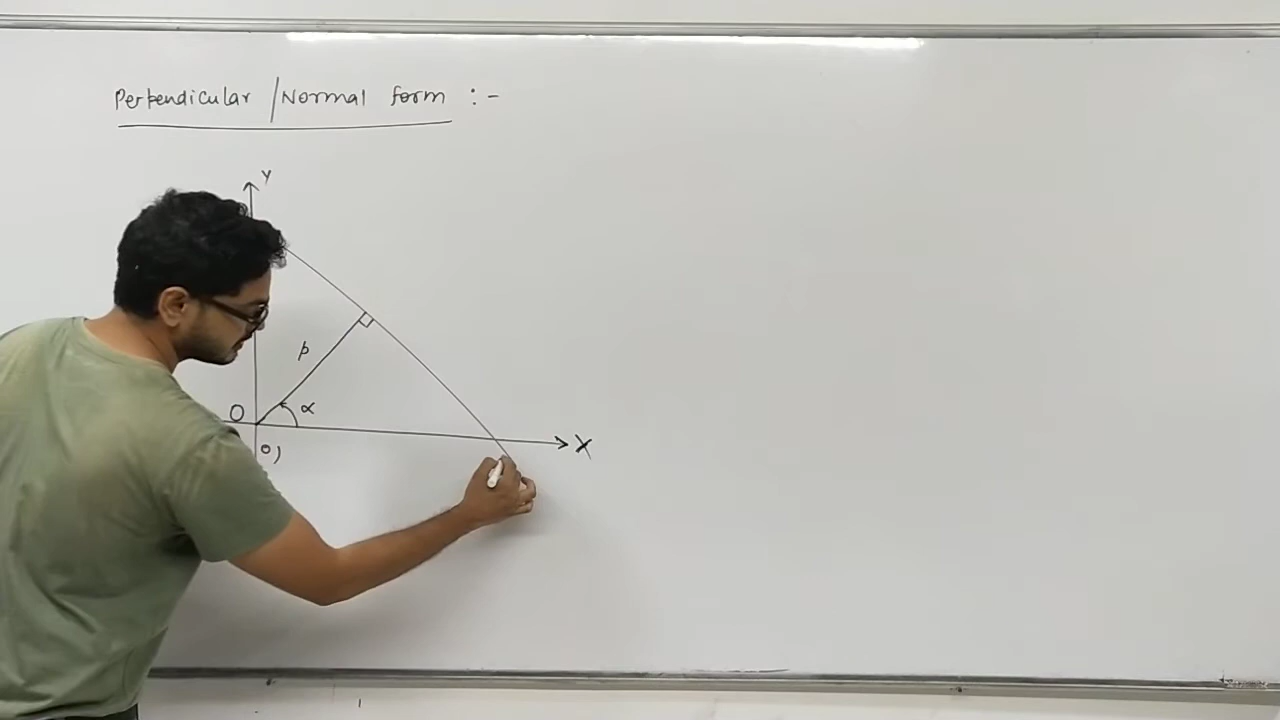 Perpendicular / Normal form :-
Y
p
O
α
X
0,